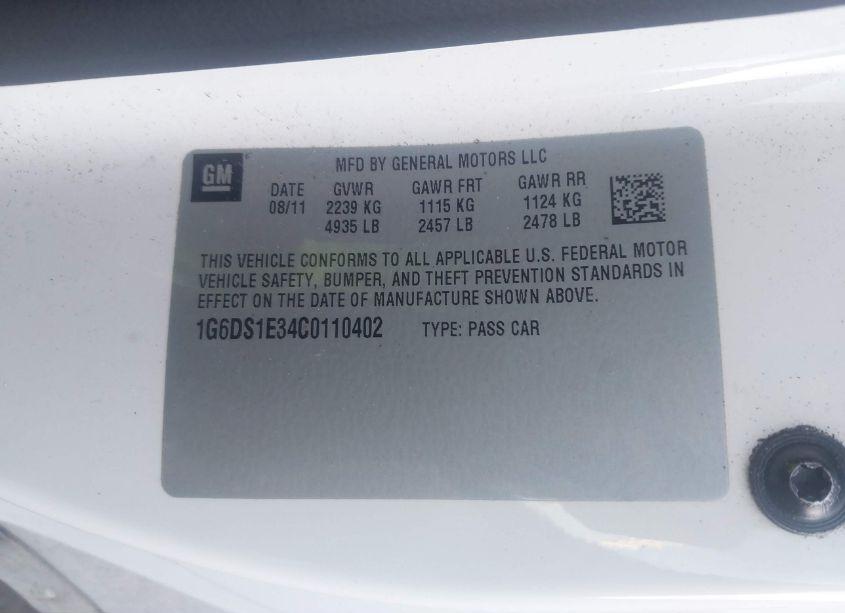 GM
MFD BY GENERAL MOTORS LLC
DATE GVWR GAWR FRT GAWR RR
08/11 2239 KG 1115 KG 1124 KG
4935 LB 2457 LB 2478 LB
THIS VEHICLE CONFORMS TO ALL APPLICABLE U.S. FEDERAL MOTOR
VEHICLE SAFETY, BUMPER, AND THEFT PREVENTION STANDARDS IN
EFFECT ON THE DATE OF MANUFACTURE SHOWN ABOVE.
1G6DS1E34C0110402 TYPE: PASS CAR